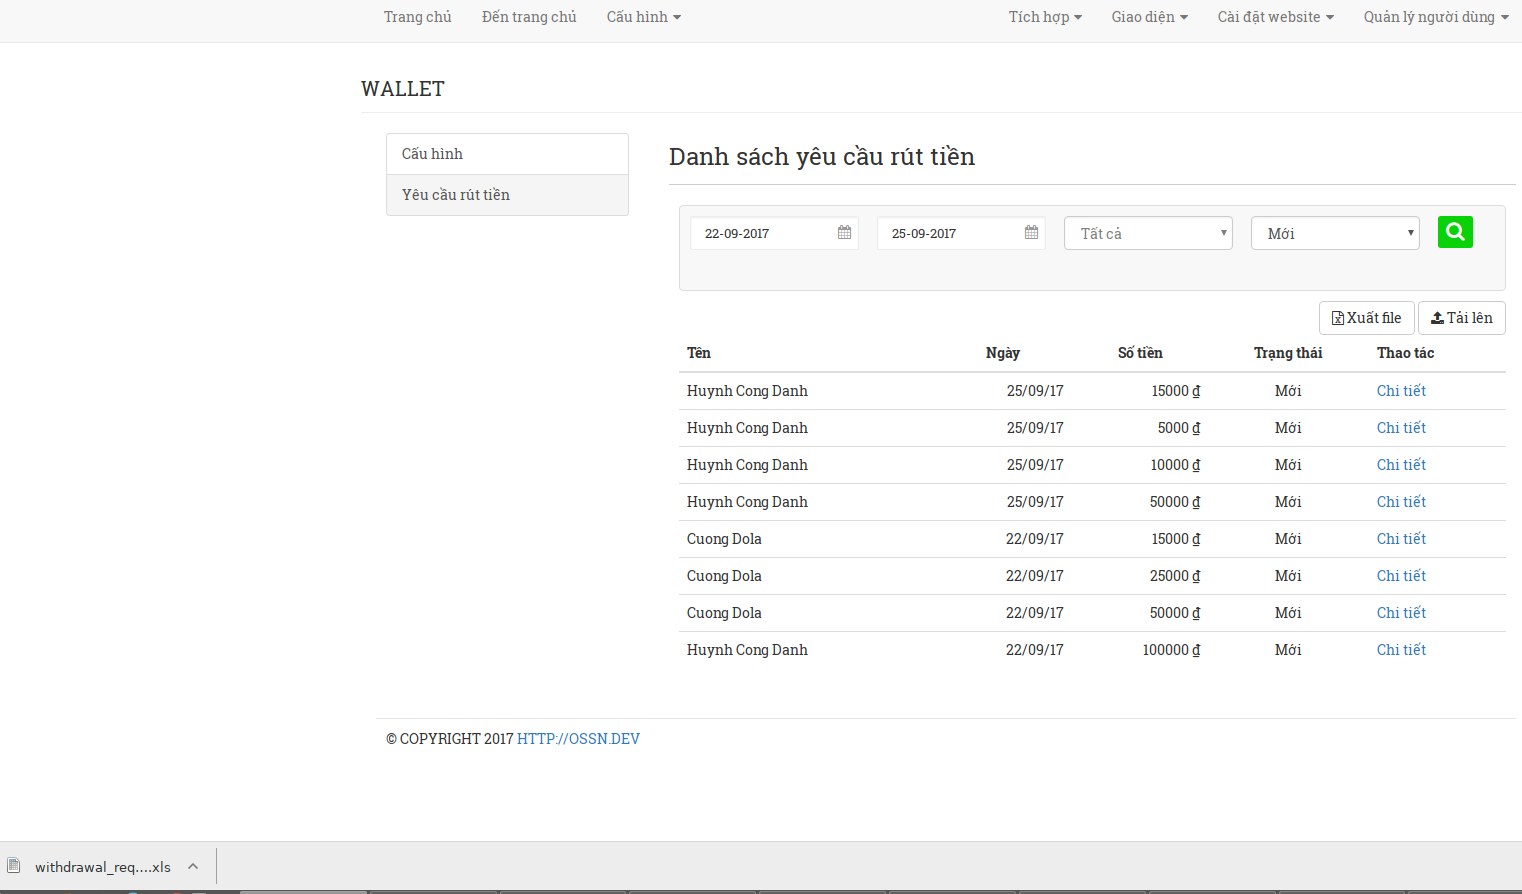 Trang chủ Đến trang chủ Cấu hình Tích hợp Giao diện Cài đặt website Quản lý người dùng
WALLET
Cấu hình
Yêu cầu rút tiền
Danh sách yêu cầu rút tiền
22-09-2017 25-09-2017 Tất cả Mới
Xuất file Tải lên
Tên Ngày Số tiền Trạng thái Thao tác
Huynh Cong Danh 25/09/17 15000 ₫ Mới Chi tiết
Huynh Cong Danh 25/09/17 5000 ₫ Mới Chi tiết
Huynh Cong Danh 25/09/17 10000 ₫ Mới Chi tiết
Huynh Cong Danh 25/09/17 50000 ₫ Mới Chi tiết
Cuong Dola 22/09/17 15000 ₫ Mới Chi tiết
Cuong Dola 22/09/17 25000 ₫ Mới Chi tiết
Cuong Dola 22/09/17 50000 ₫ Mới Chi tiết
Huynh Cong Danh 22/09/17 100000 ₫ Mới Chi tiết
© COPYRIGHT 2017 HTTP://OSSN.DEV
withdrawal_req....xls